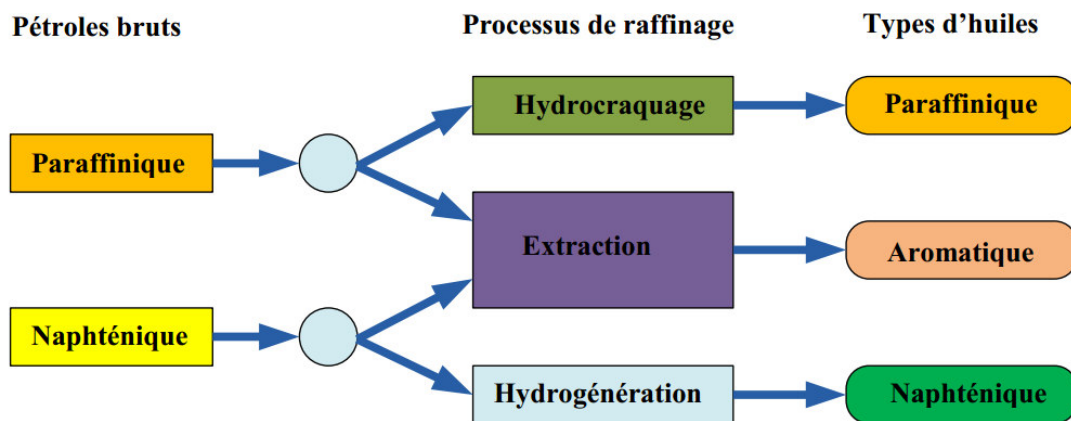 Pétroles bruts
Processus de raffinage
Types d’huiles
Hydrocraquage
Paraffinique
Paraffinique
Extraction
Aromatique
Naphténique
Hydrogénération
Naphténique